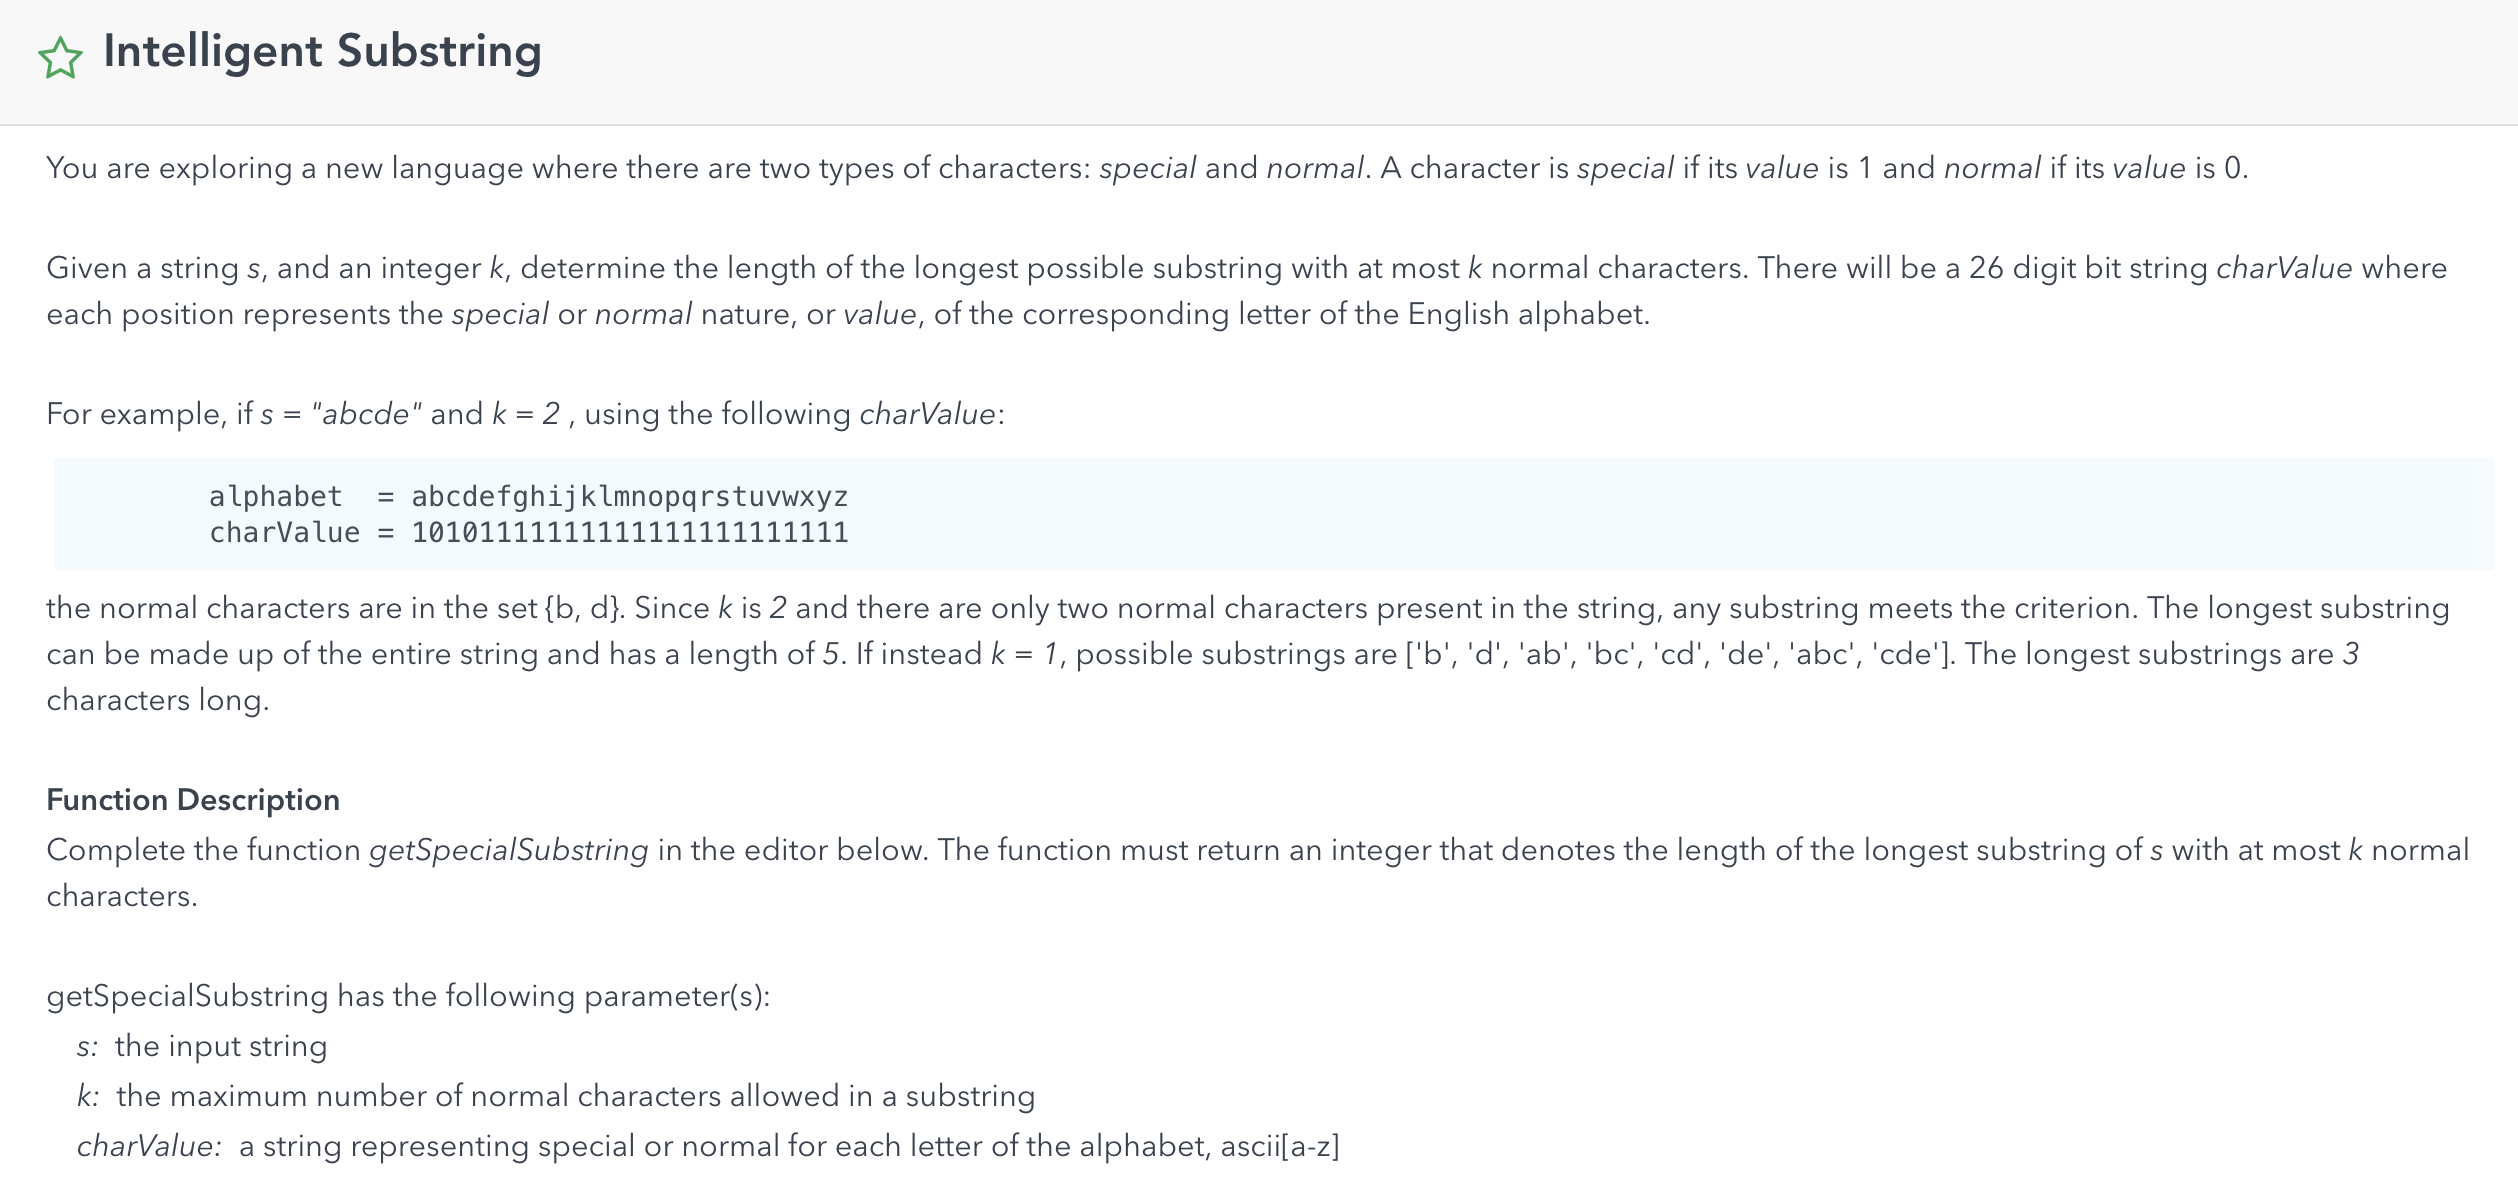 Intelligent Substring
You are exploring a new language where there are two types of characters: special and normal. A character is special if its value is 1 and normal if its value is 0.
Given a string s, and an integer k, determine the length of the longest possible substring with at most k normal characters. There will be a 26 digit bit string charValue where
each position represents the special or normal nature, or value, of the corresponding letter of the English alphabet.
For example, if s = "abcde" and k = 2 , using the following charValue:
alphabet  = abcdefghijklmnopqrstuvwxyz
charValue = 10101111111111111111111111
the normal characters are in the set {b, d}. Since k is 2 and there are only two normal characters present in the string, any substring meets the criterion. The longest substring
can be made up of the entire string and has a length of 5. If instead k = 1, possible substrings are ['b', 'd', 'ab', 'bc', 'cd', 'de', 'abc', 'cde']. The longest substrings are 3
characters long.
Function Description
Complete the function getSpecialSubstring in the editor below. The function must return an integer that denotes the length of the longest substring of s with at most k normal
characters.
getSpecialSubstring has the following parameter(s):
s:  the input string
k:  the maximum number of normal characters allowed in a substring
charValue:  a string representing special or normal for each letter of the alphabet, ascii[a-z]